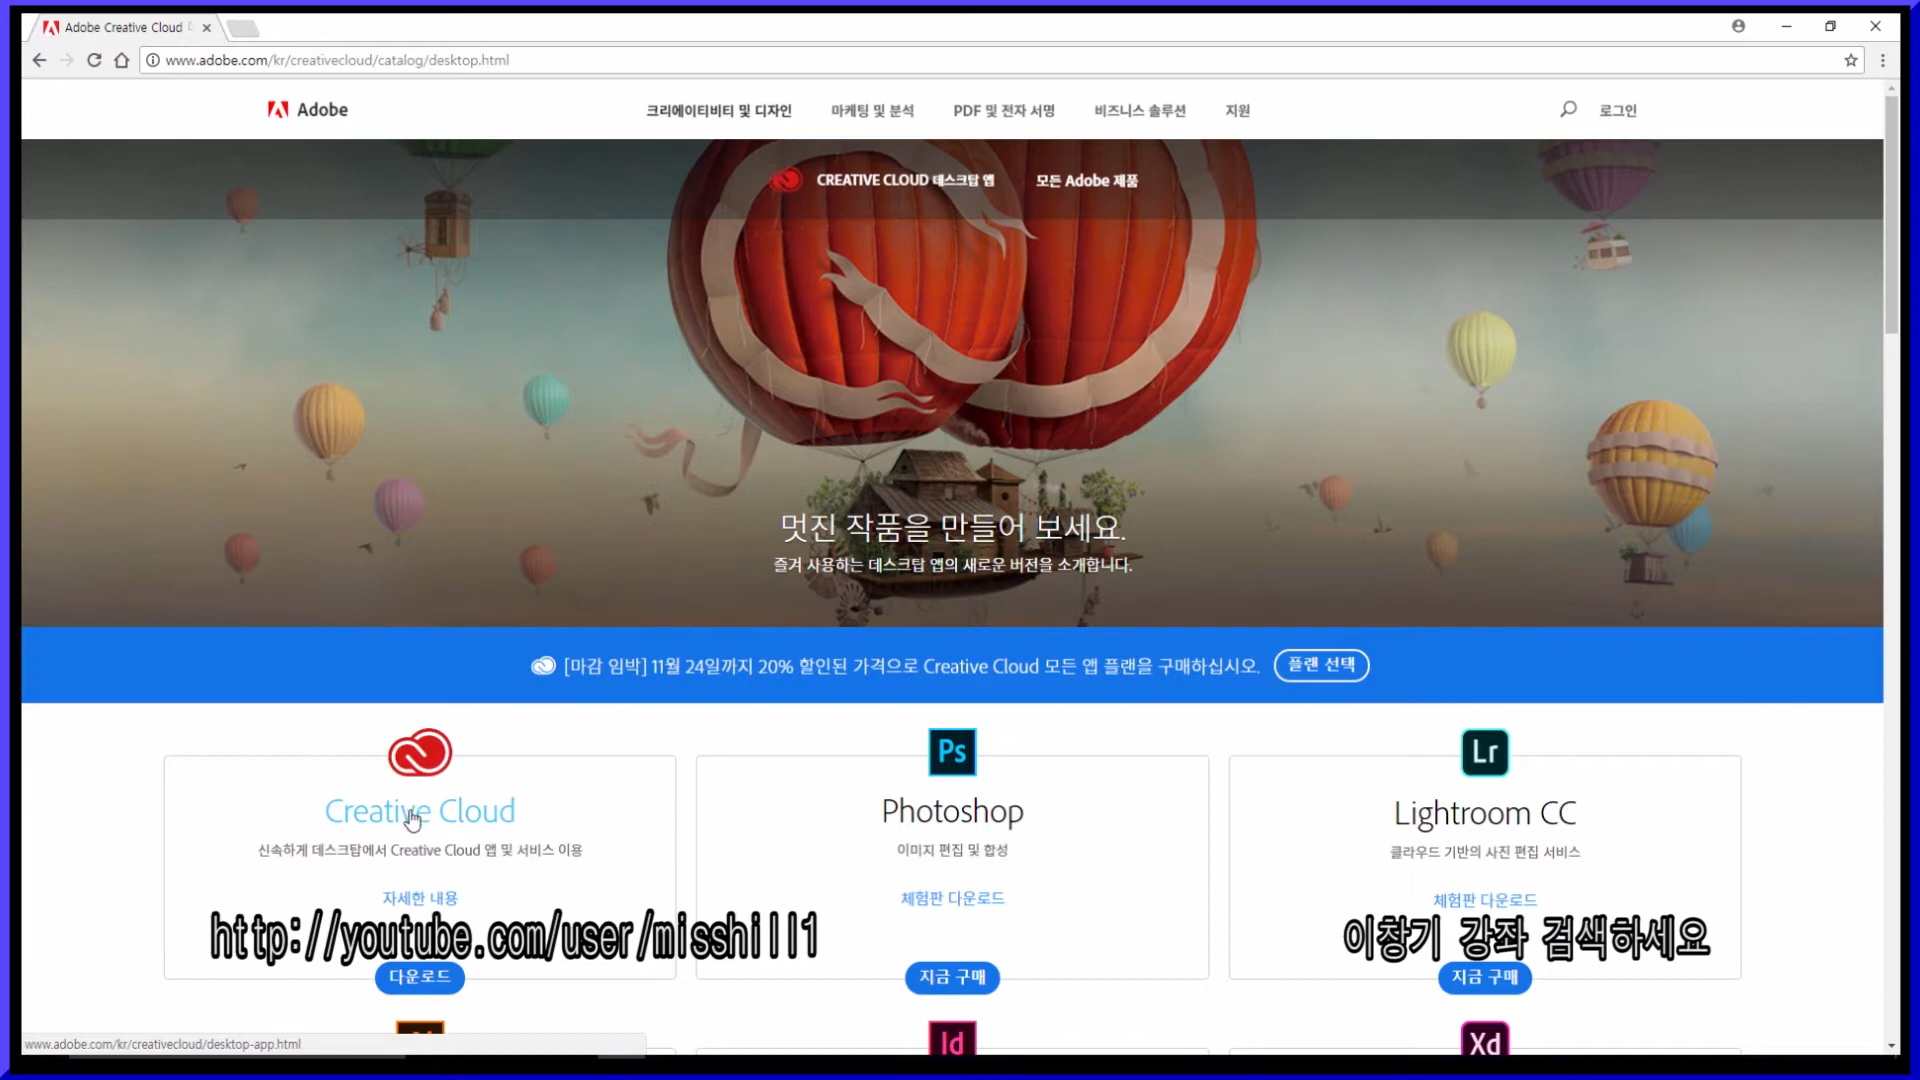 Adobe Creative Cloud
www.adobe.com/kr/creativecloud/catalog/desktop.html
Adobe
크리에이티비티 및 디자인
마케팅 및 분석
PDF 및 전자 서명
비즈니스 솔루션
지원
로그인
CREATIVE CLOUD 데스크탑 앱
모든 Adobe 제품
멋진 작품을 만들어 보세요.
즐겨 사용하는 데스크탑 앱의 새로운 버전을 소개합니다.
[마감 임박] 11월 24일까지 20% 할인된 가격으로 Creative Cloud 모든 앱 플랜을 구매하십시오.
플랜 선택
Creative Cloud
신속하게 데스크탑에서 Creative Cloud 앱 및 서비스 이용
자세한 내용
다운로드
Ps
Photoshop
이미지 편집 및 합성
체험판 다운로드
지금 구매
Lr
Lightroom CC
클라우드 기반의 사진 편집 서비스
체험판 다운로드
지금 구매
http://youtube.com/user/misshill1
이창기 강좌 검색하세요
Id
Xd
www.adobe.com/kr/creativecloud/desktop-app.html